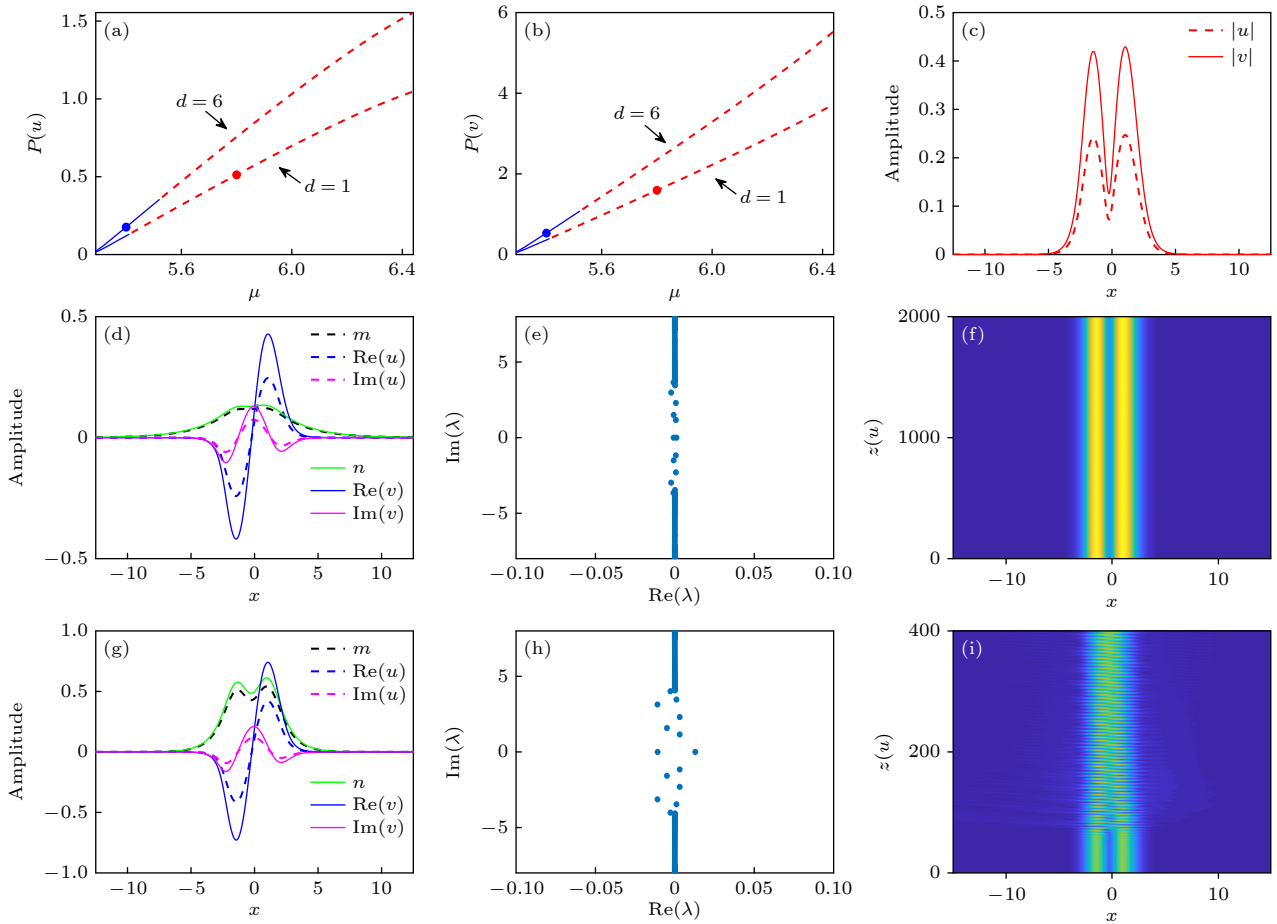 (a)
1.5
1.0
0.5
0
P(u)
d = 6
d = 1
5.6
6.0
6.4
μ
(b)
6
4
2
0
P(v)
d = 6
d = 1
5.6
6.0
6.4
μ
(c)
0.5
0.4
0.3
0.2
0.1
0
Amplitude
|u|
|v|
−10
−5
0
5
10
x
(d)
0.5
0
−0.5
Amplitude
m
Re(u)
Im(u)
n
Re(v)
Im(v)
−10
−5
0
5
10
x
(e)
5
0
−5
Im(λ)
−0.10
−0.05
0
0.05
0.10
Re(λ)
(f)
2000
1000
0
z(u)
−10
0
10
x
(g)
1.0
0.5
0
−0.5
−1.0
Amplitude
m
Re(u)
Im(u)
n
Re(v)
Im(v)
−10
−5
0
5
10
x
(h)
5
0
−5
Im(λ)
−0.10
−0.05
0
0.05
0.10
Re(λ)
(i)
400
200
0
z(u)
−10
0
10
x